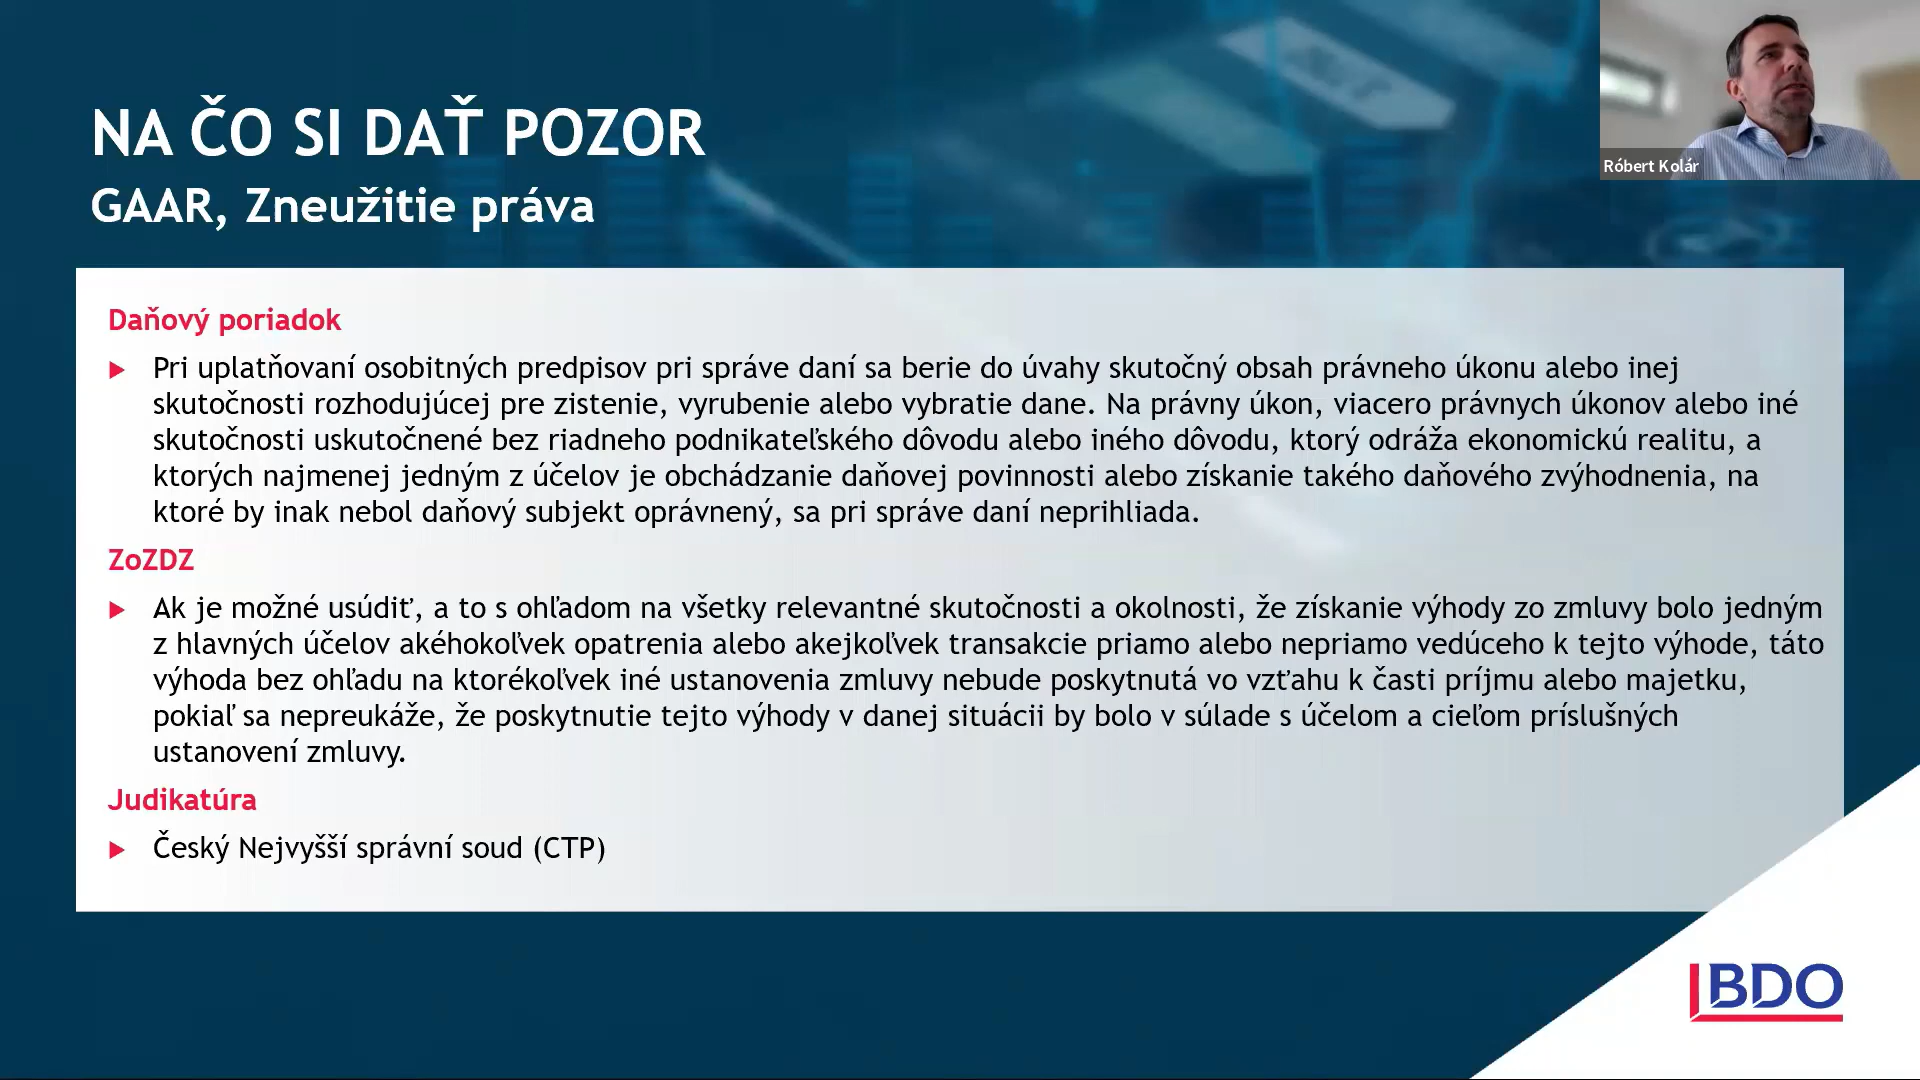 NA ČO SI DAŤ POZOR
GAAR, Zneužitie práva
Róbert Kolár
Daňový poriadok
Pri uplatňovaní osobitných predpisov pri správe daní sa berie do úvahy skutočný obsah právneho úkonu alebo inej
skutočnosti rozhodujúcej pre zistenie, vyrubenie alebo vybratie dane. Na právny úkon, viacero právnych úkonov alebo iné
skutočnosti uskutočnené bez riadneho podnikateľského dôvodu alebo iného dôvodu, ktorý odráža ekonomickú realitu, a
ktorých najmenej jedným z účelov je obchádzanie daňovej povinnosti alebo získanie takého daňového zvýhodnenia, na
ktoré by inak nebol daňový subjekt oprávnený, sa pri správe daní neprihliada.
ZoZDZ
Ak je možné usúdiť, a to s ohľadom na všetky relevantné skutočnosti a okolnosti, že získanie výhody zo zmluvy bolo jedným
z hlavných účelov akéhokoľvek opatrenia alebo akejkoľvek transakcie priamo alebo nepriamo vedúceho k tejto výhode, táto
výhoda bez ohľadu na ktorékoľvek iné ustanovenia zmluvy nebude poskytnutá vo vzťahu k časti príjmu alebo majetku,
pokiaľ sa nepreukáže, že poskytnutie tejto výhody v danej situácii by bolo v súlade s účelom a cieľom príslušných
ustanovení zmluvy.
Judikatúra
Český Nejvyšší správní soud (CTP)
BDO